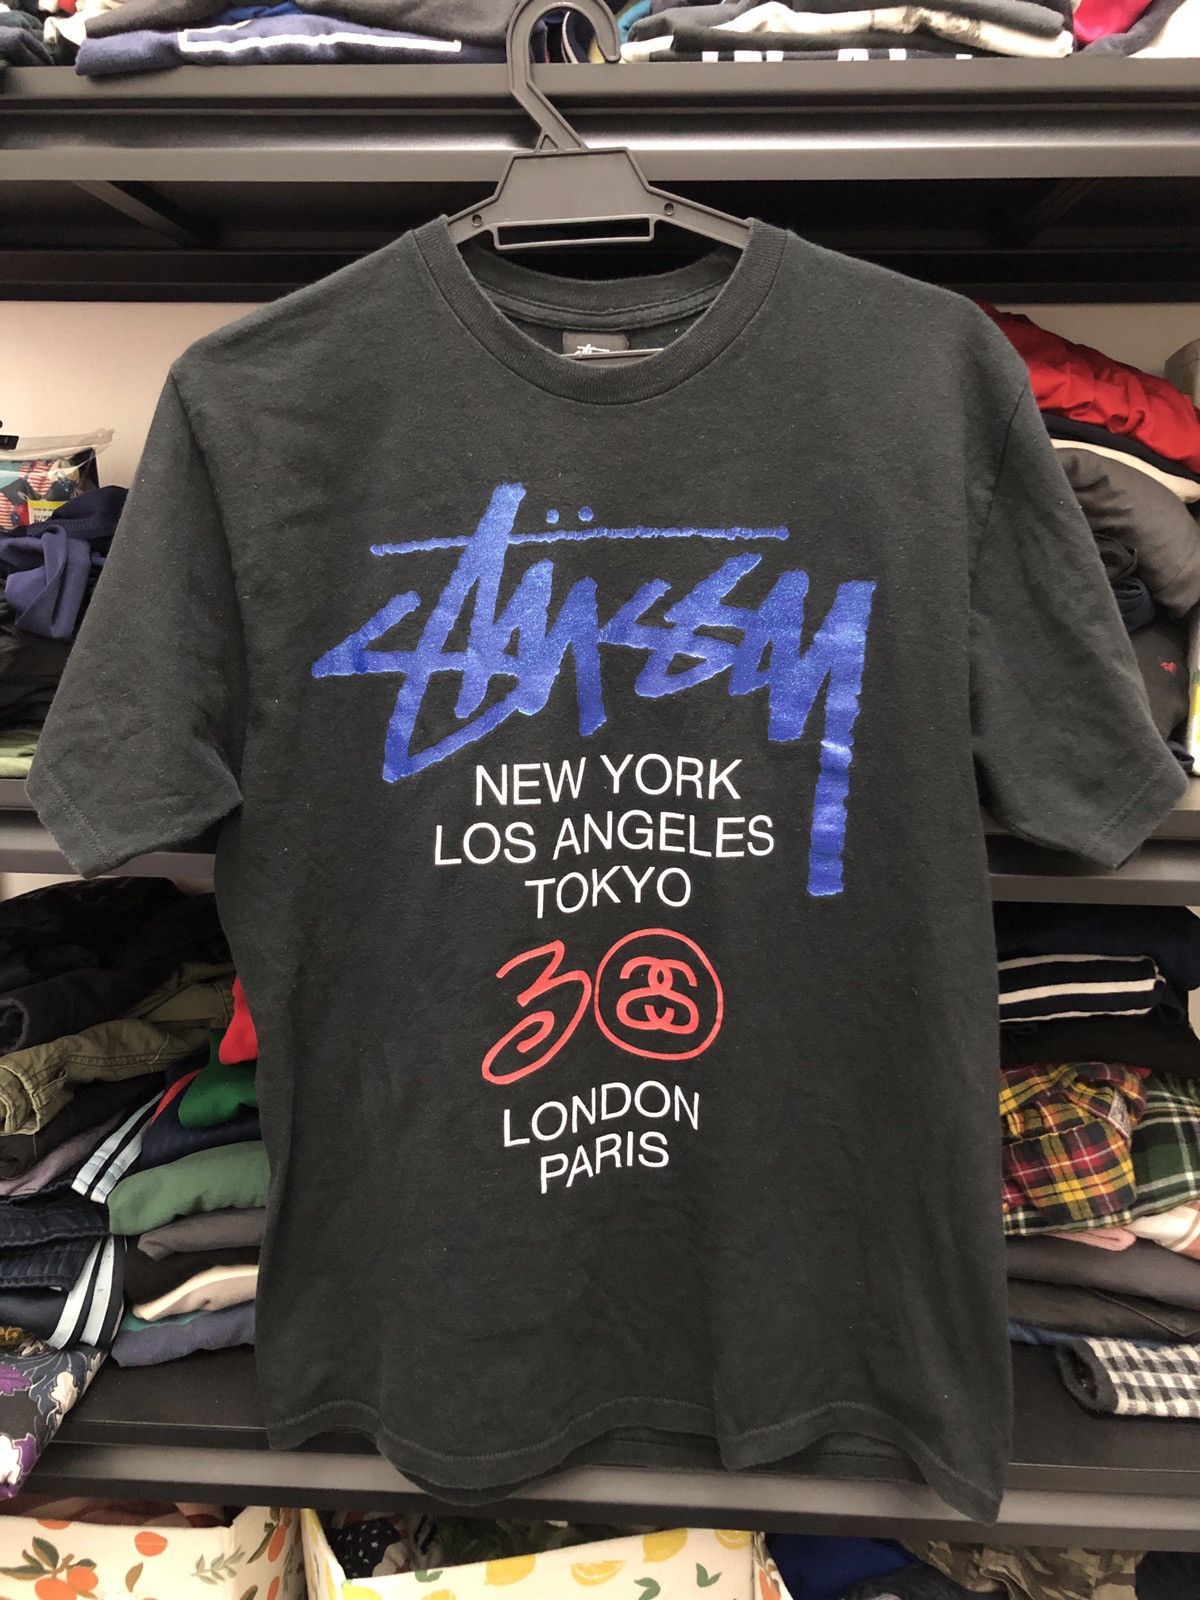 Stüssy
NEW YORK
LOS ANGELES
TOKYO
30
LONDON
PARIS